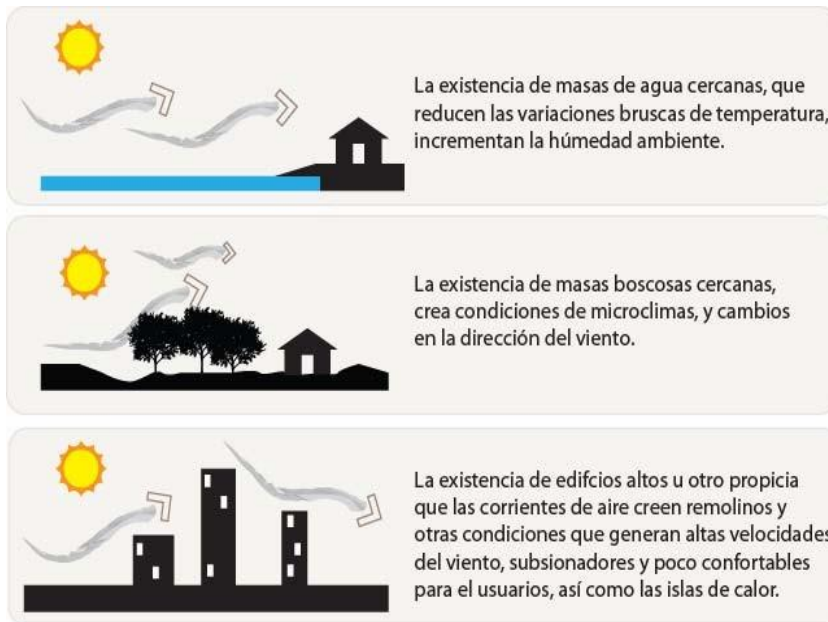 La existencia de masas de agua cercanas, que
reducen las variaciones bruscas de temperatura,
incrementan la húmedad ambiente.
La existencia de masas boscosas cercanas,
crea condiciones de microclimas, y cambios
en la dirección del viento.
La existencia de edifcios altos u otro propicia
que las corrientes de aire creen remolinos y
otras condiciones que generan altas velocidades
del viento, subsionadores y poco confortables
para el usuarios, así como las islas de calor.